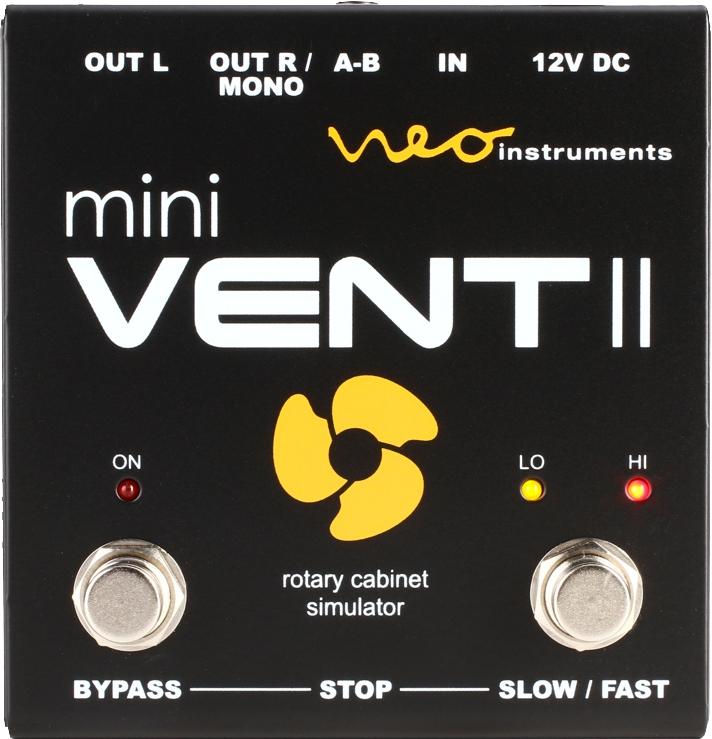 OUT L OUT R / MONO A-B IN 12V DC
neo instruments
mini
VENT II
ON LO HI
rotary cabinet
simulator
BYPASS STOP SLOW / FAST